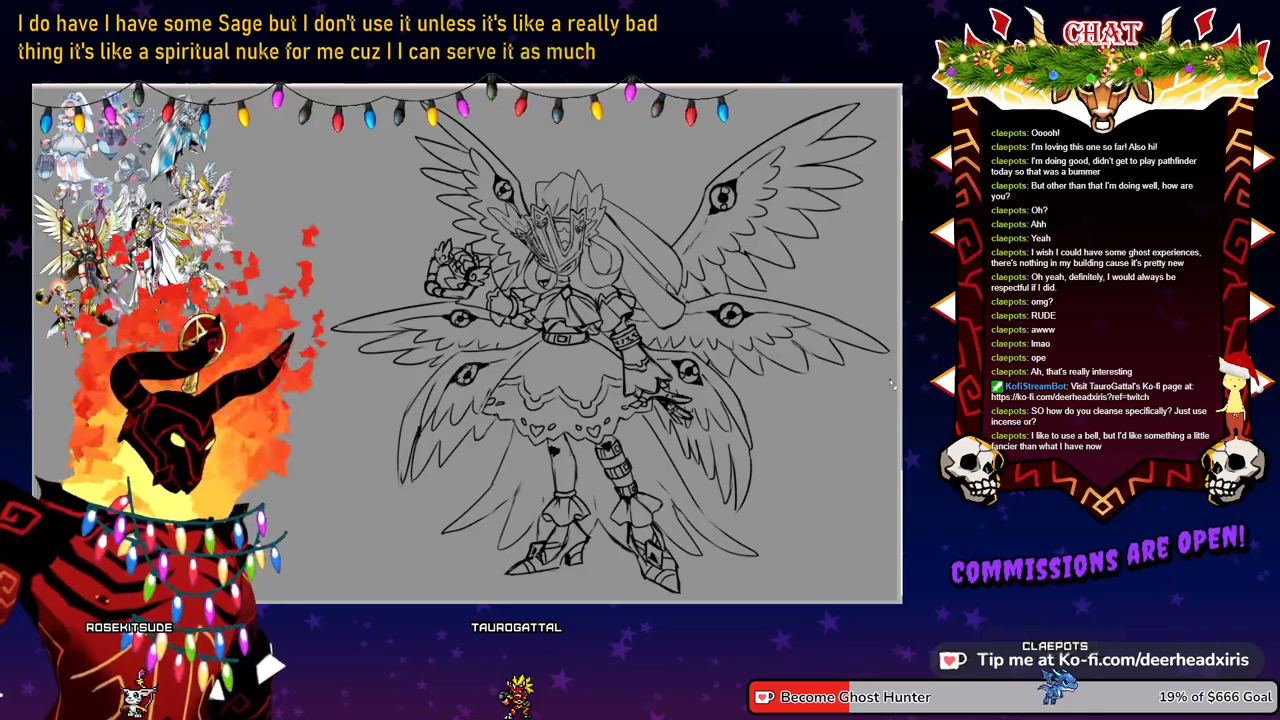 I do have I have some Sage but I don't use it unless it's like a really bad
thing it's like a spiritual nuke for me cuz I I can serve it as much
CHAT
claepots: Ooooh!
claepots: I'm loving this one so far! Also hi!
claepots: I'm doing good, didn't get to play pathfinder
today so that was a bummer
claepots: But other than that I'm doing well, how are
you?
claepots: Oh?
claepots: Ahh
claepots: Yeah
claepots: I wish I could have some ghost experiences,
there's nothing in my building cause it's pretty new
claepots: Oh yeah, definitely, I would always be
respectful if I did.
claepots: omg?
claepots: RUDE
claepots: awww
claepots: lmao
claepots: ope
claepots: Ah, that's really interesting
KofiStreamBot: Visit TauroGattal's Ko-fi page at:
https://ko-fi.com/deerheadxiris?ref=twitch
claepots: SO how do you cleanse specifically? Just use
incense or?
claepots: I like to use a bell, but I'd like something a little
fancier than what I have now
COMMISSIONS ARE OPEN!
ROSEKITSUDE
TAUROGATTAL
CLAEPOTS
Tip me at Ko-fi.com/deerheadxiris
Become Ghost Hunter
19% of $666 Goal